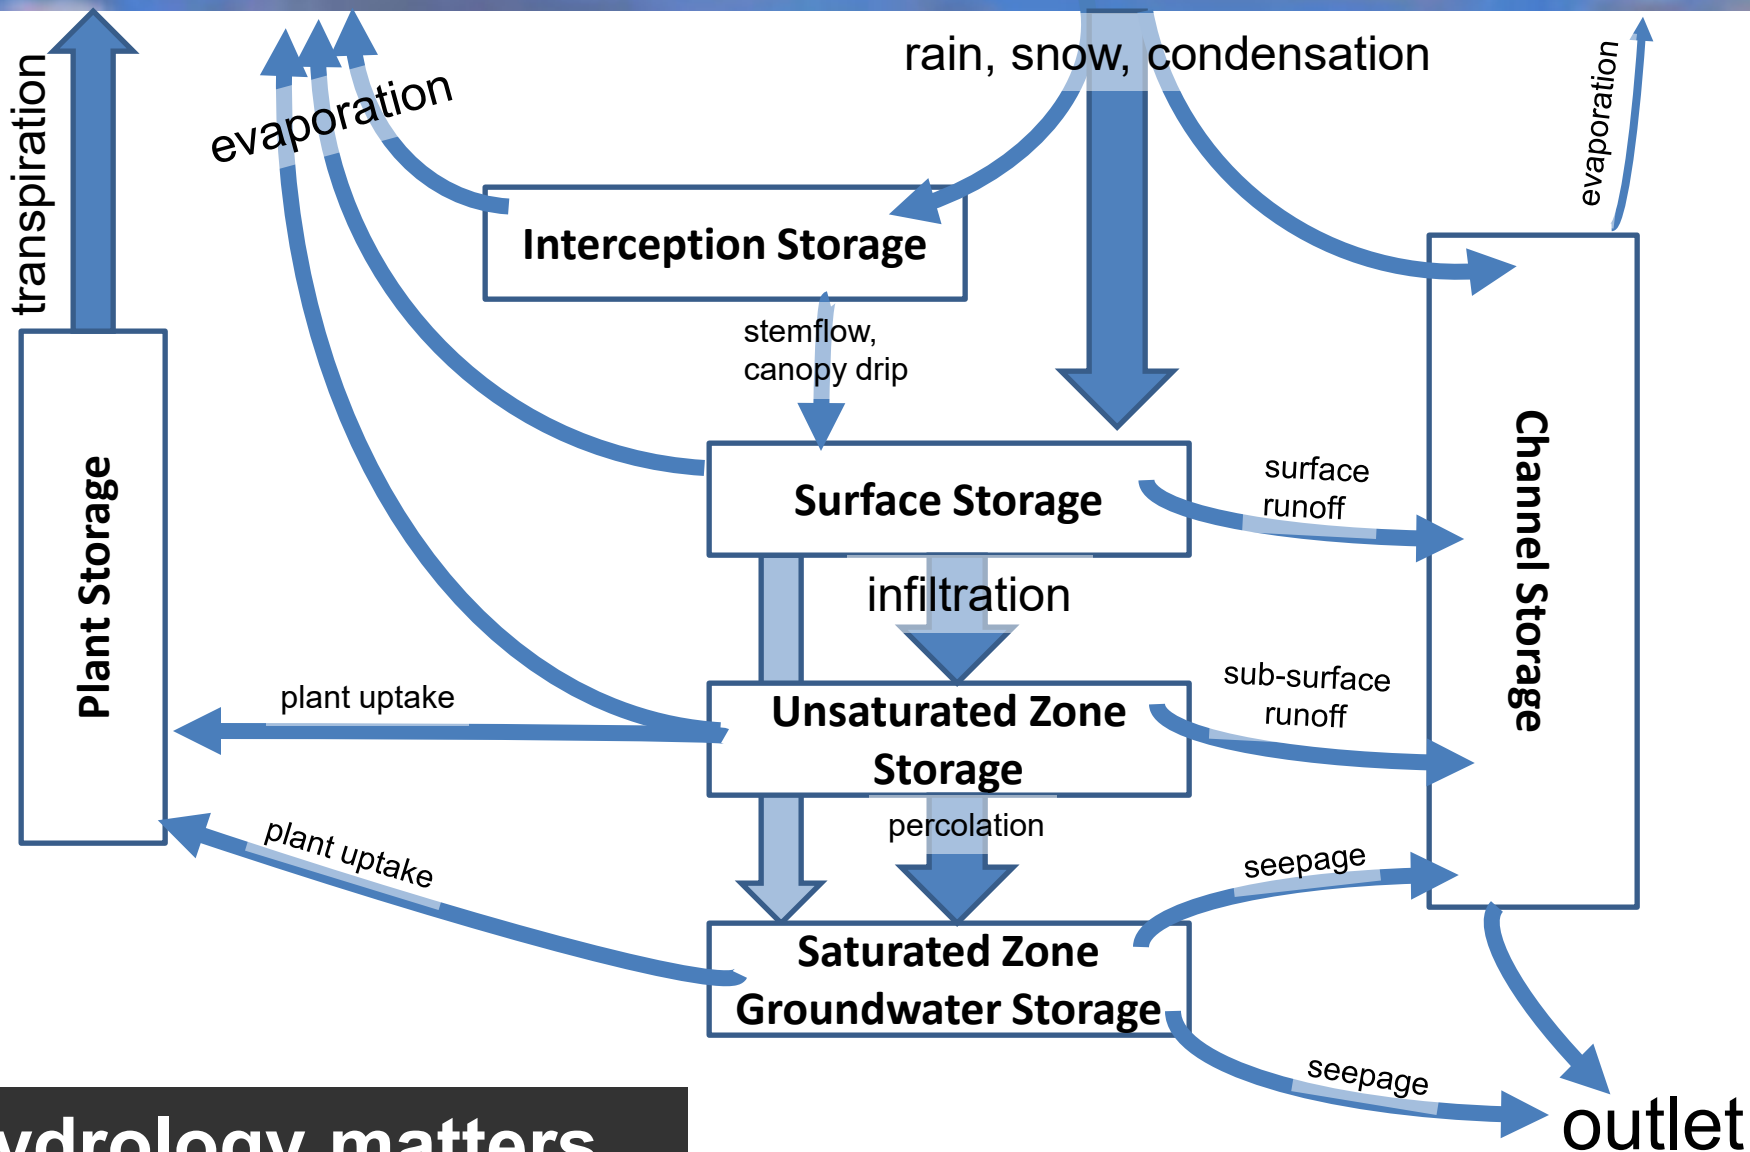 rain, snow, condensation
transpiration
evaporation
evaporation
Interception Storage
stemflow,
canopy drip
Surface Storage
surface
runoff
Channel Storage
Plant Storage
infiltration
plant uptake
Unsaturated Zone
Storage
sub-surface
runoff
percolation
plant uptake
seepage
Saturated Zone
Groundwater Storage
seepage
outlet
matters